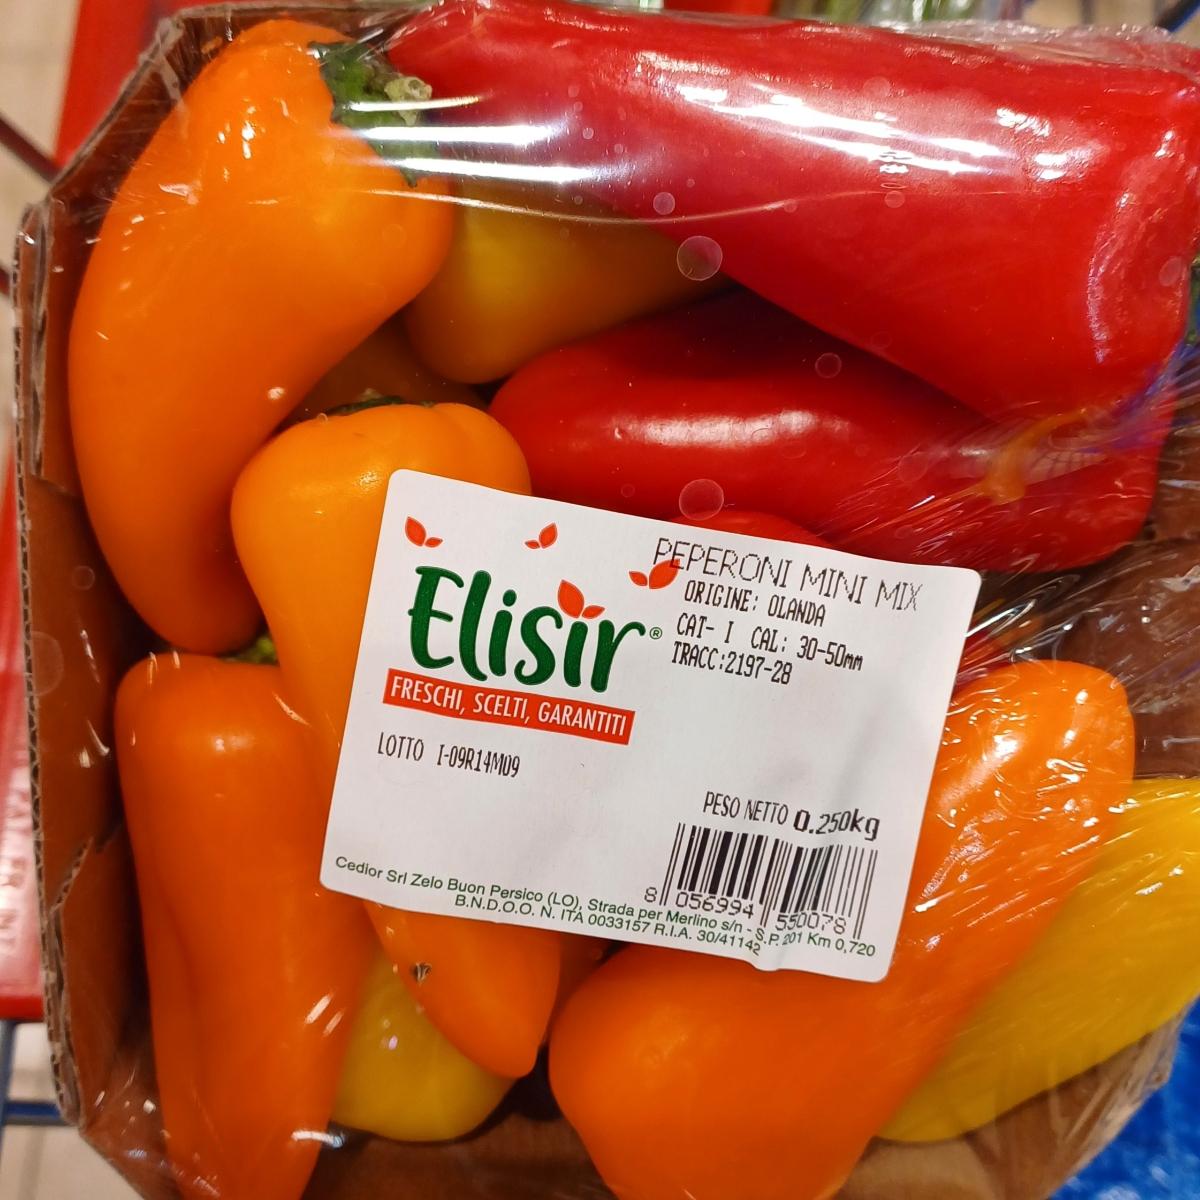 Elisir®
FRESCHI, SCELTI, GARANTITI
PEPERONI MINI MIX
ORIGINE: OLANDA
CAT- I CAL: 30-50mm
TRACC:2197-28
LOTTO I-09R14M09
PESO NETTO 0.250kg
8 056994 550078
Cedior Srl Zelo Buon Persico (LO), Strada per Merlino s/n - S.P. 201 Km 0,720
B.N.D.O.O. N. ITA 0033157 R.I.A. 30/41142